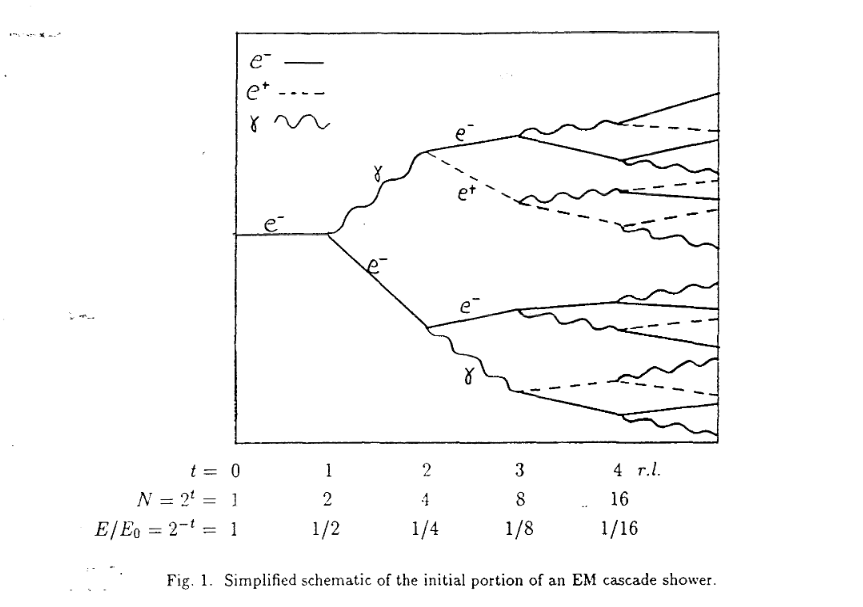 e⁻
e⁺
γ
e⁻
γ
e⁺
e⁻
e⁻
e⁻
γ
t = 0 1 2 3 4 r.l.
N = 2ᵗ = 1 2 4 8 16
E/E₀ = 2⁻ᵗ = 1 1/2 1/4 1/8 1/16
Fig. 1. Simplified schematic of the initial portion of an EM cascade shower.